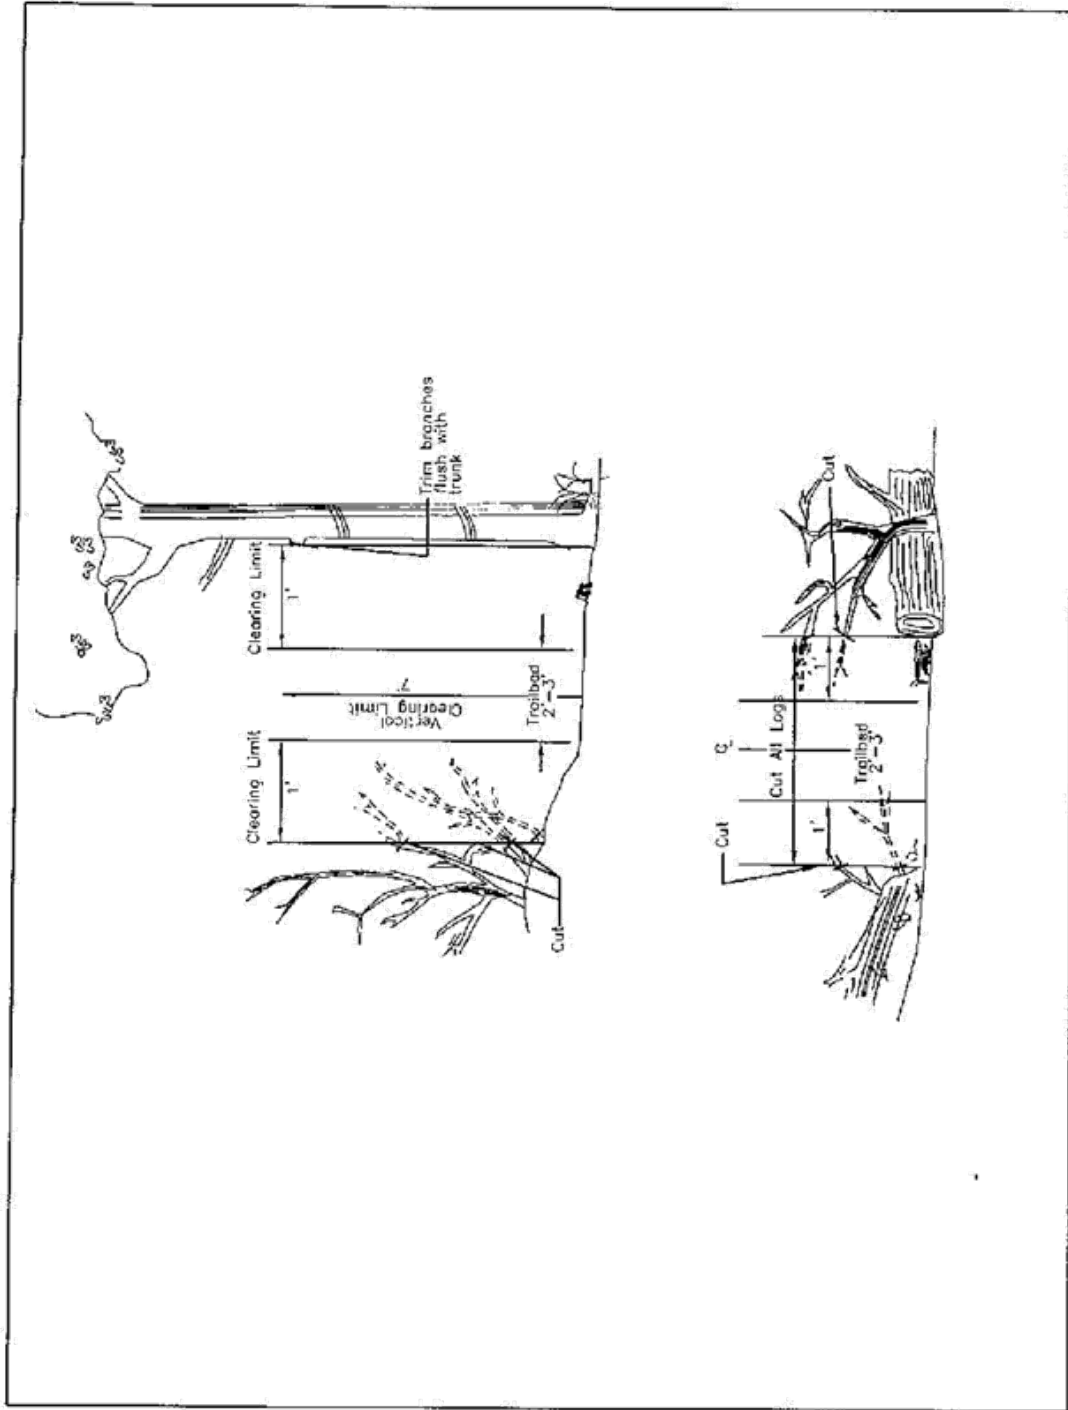 Clearing Limit
1'
Clearing Limit
1'
Vertical
Clearing Limit
7'
Trailbed
2'-3'
Trim branches
flush with
trunk
Cut
Cut
C
L
Cut All Logs
1'
Trailbed
2'-3'
1'
Cut